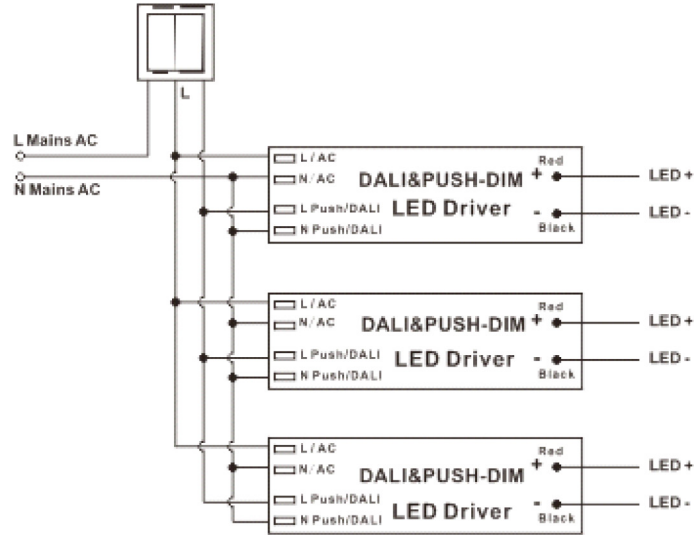 L
L Mains AC
N Mains AC
L/AC
N/AC
L Push/DALI
N Push/DALI
DALI&PUSH-DIM
LED Driver
Red
+
-
Black
LED +
LED -
L/AC
N/AC
L Push/DALI
N Push/DALI
DALI&PUSH-DIM
LED Driver
Red
+
-
Black
LED +
LED -
L/AC
N/AC
L Push/DALI
N Push/DALI
DALI&PUSH-DIM
LED Driver
Red
+
-
Black
LED +
LED -